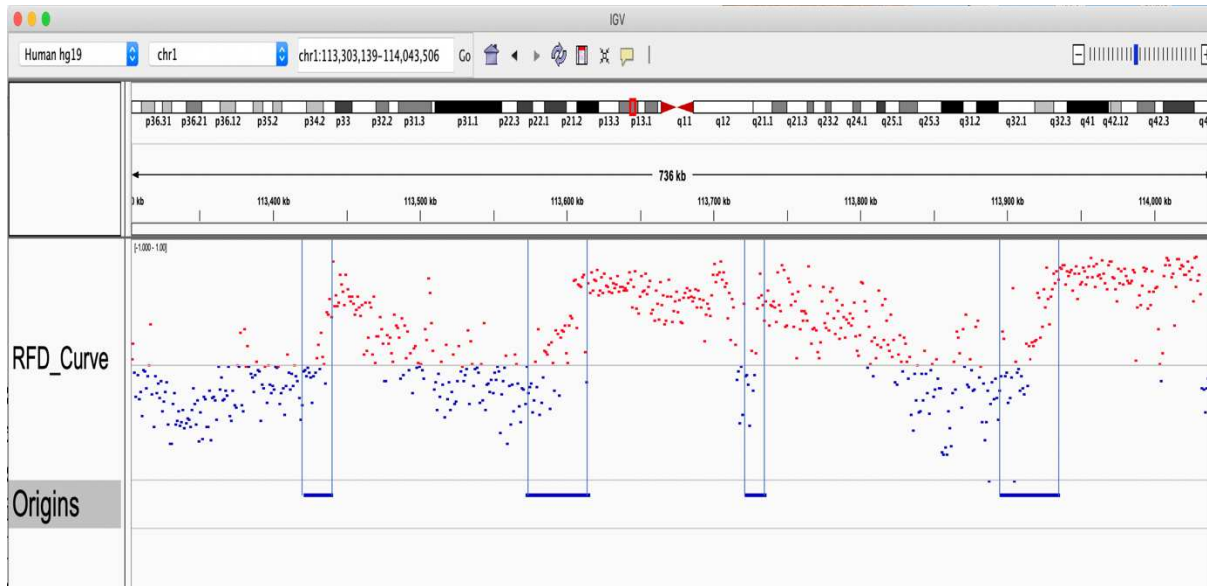 IGV
Human hg19 chr1 chr1:113,303,139-114,043,506 Go
p36.31 p36.21 p36.12 p35.2 p34.2 p33 p32.2 p31.3 p31.1 p22.3 p22.1 p21.2 p13.3 p13.1 q11 q12 q21.1 q21.3 q23.2 q24.1 q25.1 q25.3 q31.2 q32.1 q32.3 q41 q42.12 q42.3
736 kb
kb 113,400 kb 113,500 kb 113,600 kb 113,700 kb 113,800 kb 113,900 kb 114,000 kb
[-1.000 - 1.00]
RFD_Curve
Origins